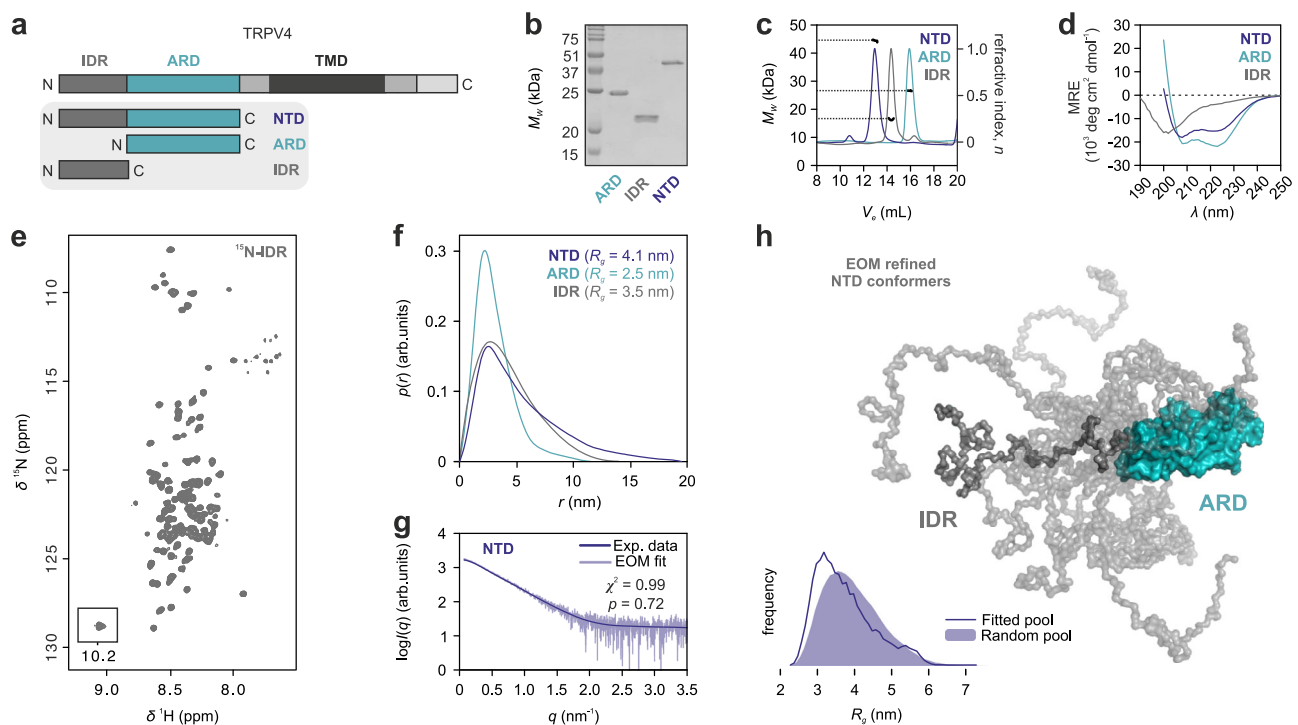 a
TRPV4
IDR ARD TMD
N C
N C NTD
N C ARD
N C IDR
b
Mw (kDa)
75
51
37
25
20
15
ARD IDR NTD
c
NTD
ARD
IDR
Mw (kDa)
50
45
40
35
30
25
20
15
10
0
refractive index, n
1.0
0.5
0
8 10 12 14 16 20
Ve (mL)
d
NTD
ARD
IDR
MRE
(10³ deg cm² dmol⁻¹)
30
20
10
0
-10
-20
-30
190 200 210 220 230 240 250
λ (nm)
e
¹⁵N-IDR
δ ¹⁵N (ppm)
110
115
120
125
130
10.2
9.0 8.5 8.0
δ ¹H (ppm)
f
NTD (Rg = 4.1 nm)
ARD (Rg = 2.5 nm)
IDR (Rg = 3.5 nm)
p(r) (arb.units)
0.3
0.2
0.1
0
0 5 10 15 20
r (nm)
g
NTD
Exp. data
EOM fit
χ² = 0.99
p = 0.72
logI(q) (arb.units)
4
3
2
1
0
0 0.5 1.0 1.5 2.0 2.5 3.0 3.5
q (nm⁻¹)
h
EOM refined
NTD conformers
IDR
ARD
frequency
Fitted pool
Random pool
2 3 4 5 6 7
Rg (nm)